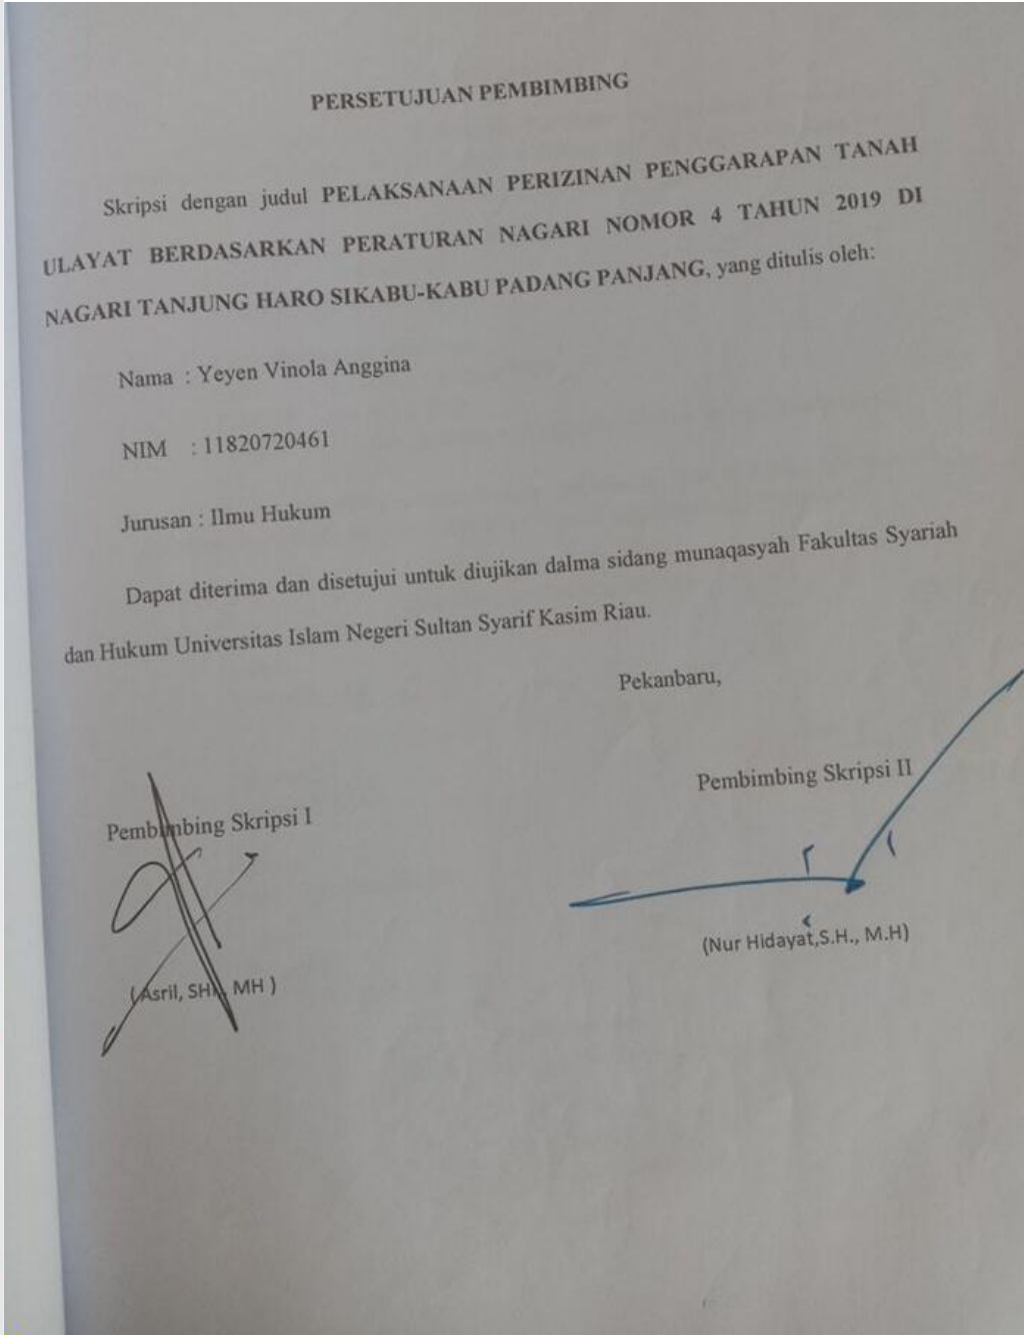 PERSETUJUAN PEMBIMBING
Skripsi dengan judul PELAKSANAAN PERIZINAN PENGGARAPAN TANAH
ULAYAT BERDASARKAN PERATURAN NAGARI NOMOR 4 TAHUN 2019 DI
NAGARI TANJUNG HARO SIKABU-KABU PADANG PANJANG, yang ditulis oleh:
Nama : Yeyen Vinola Anggina
NIM : 11820720461
Jurusan : Ilmu Hukum
Dapat diterima dan disetujui untuk diujikan dalma sidang munaqasyah Fakultas Syariah
dan Hukum Universitas Islam Negeri Sultan Syarif Kasim Riau.
Pekanbaru,
Pembimbing Skripsi II
Pembimbing Skripsi I
(Nur Hidayat,S.H., M.H)
(Asril, MH )